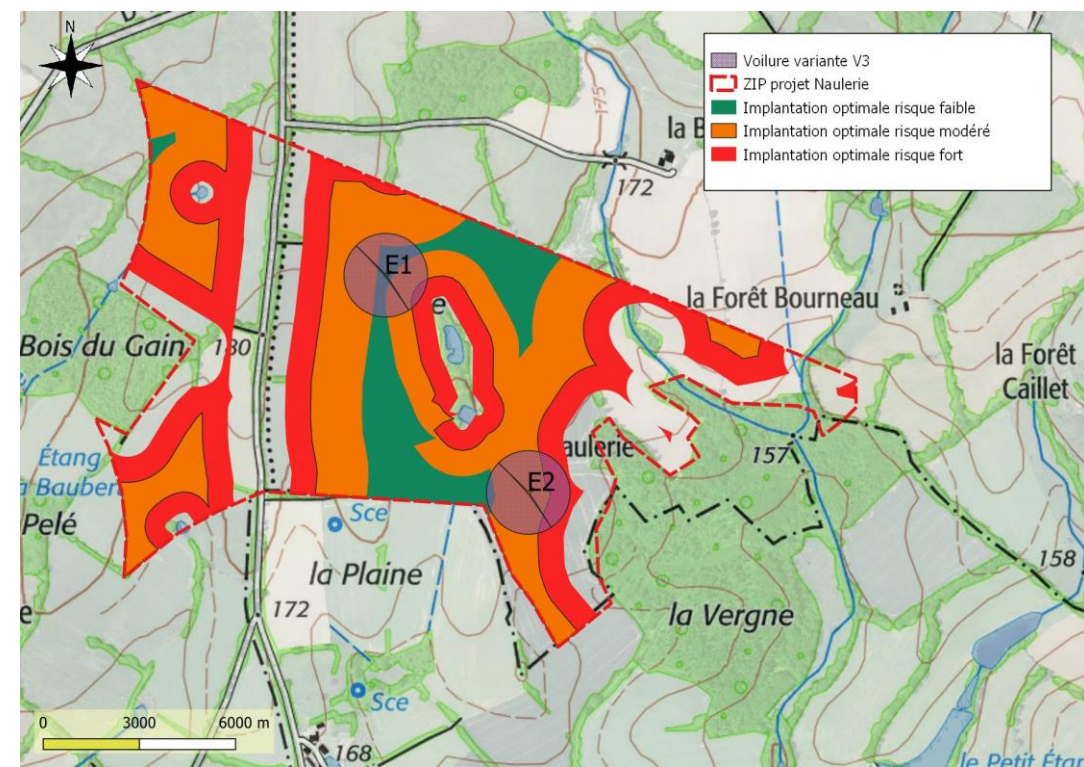 N
Voilure variante V3
ZIP projet Naulerie
Implantation optimale risque faible
Implantation optimale risque modéré
Implantation optimale risque fort
175
la B
172
E1
e
la Forêt Bourneau
Bois du Gain
180
la Forêt
Caillet
Étang
a Bauber
aulerie
157
E2
Pelé
Sce
la Plaine
158
e
172
la Vergne
Sce
0 3000 6000 m
168
le Petit Étan